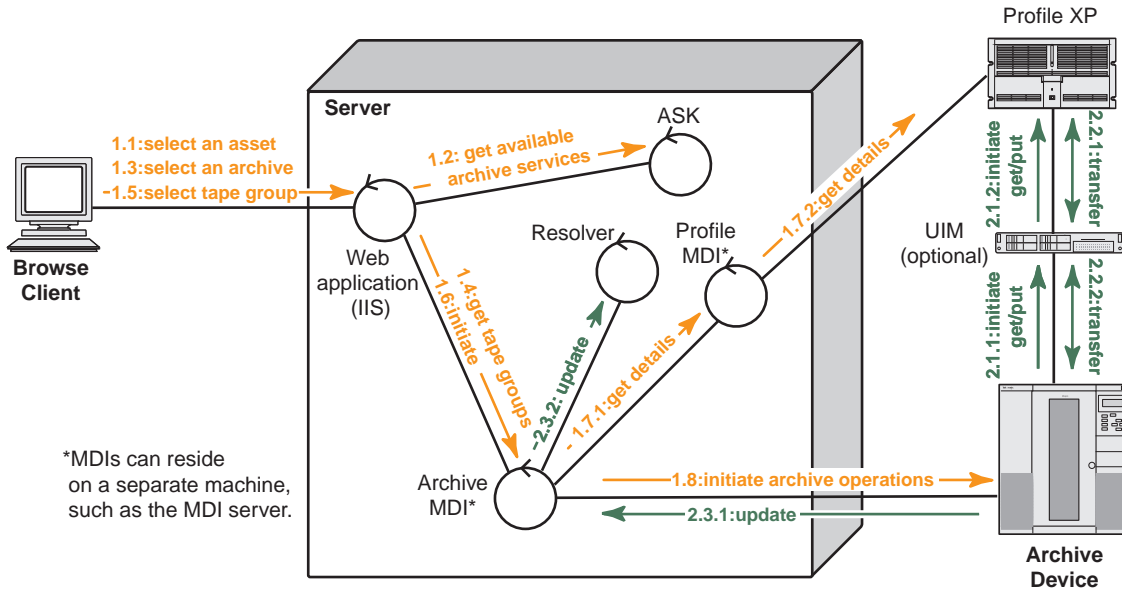 Profile XP
Server
ASK
1.1:select an asset
1.3:select an archive
1.5:select tape group
1.2: get available
archive services
1.7.2:get details
2.1.2:initiate
get/put
2.2.1:transfer
Browse
Client
Web
application
(IIS)
Resolver
Profile
MDI*
UIM
(optional)
1.4:get tape groups
1.6:initiate
2.3.2: update
1.7.1:get details
2.1.1:initiate
get/put
2.2.2:transfer
*MDIs can reside
on a separate machine,
such as the MDI server.
Archive
MDI*
1.8:initiate archive operations
2.3.1:update
Archive
Device